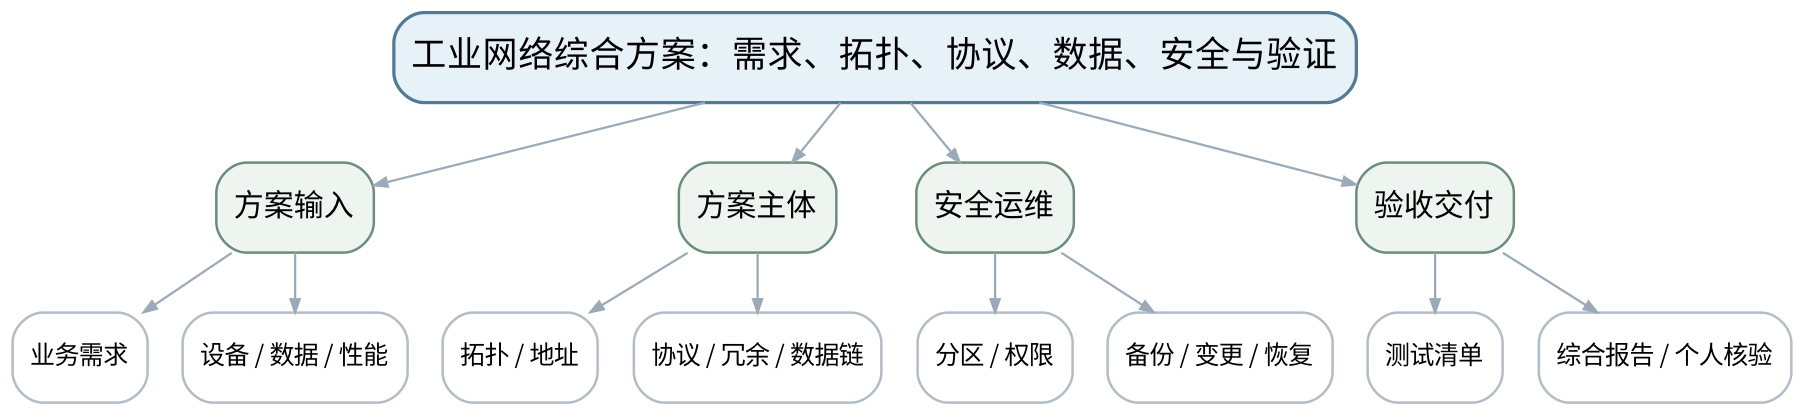 工业网络综合方案：需求、拓扑、协议、数据、安全与验证
方案输入
方案主体
安全运维
验收交付
业务需求
设备 / 数据 / 性能
拓扑 / 地址
协议 / 冗余 / 数据链
分区 / 权限
备份 / 变更 / 恢复
测试清单
综合报告 / 个人核验